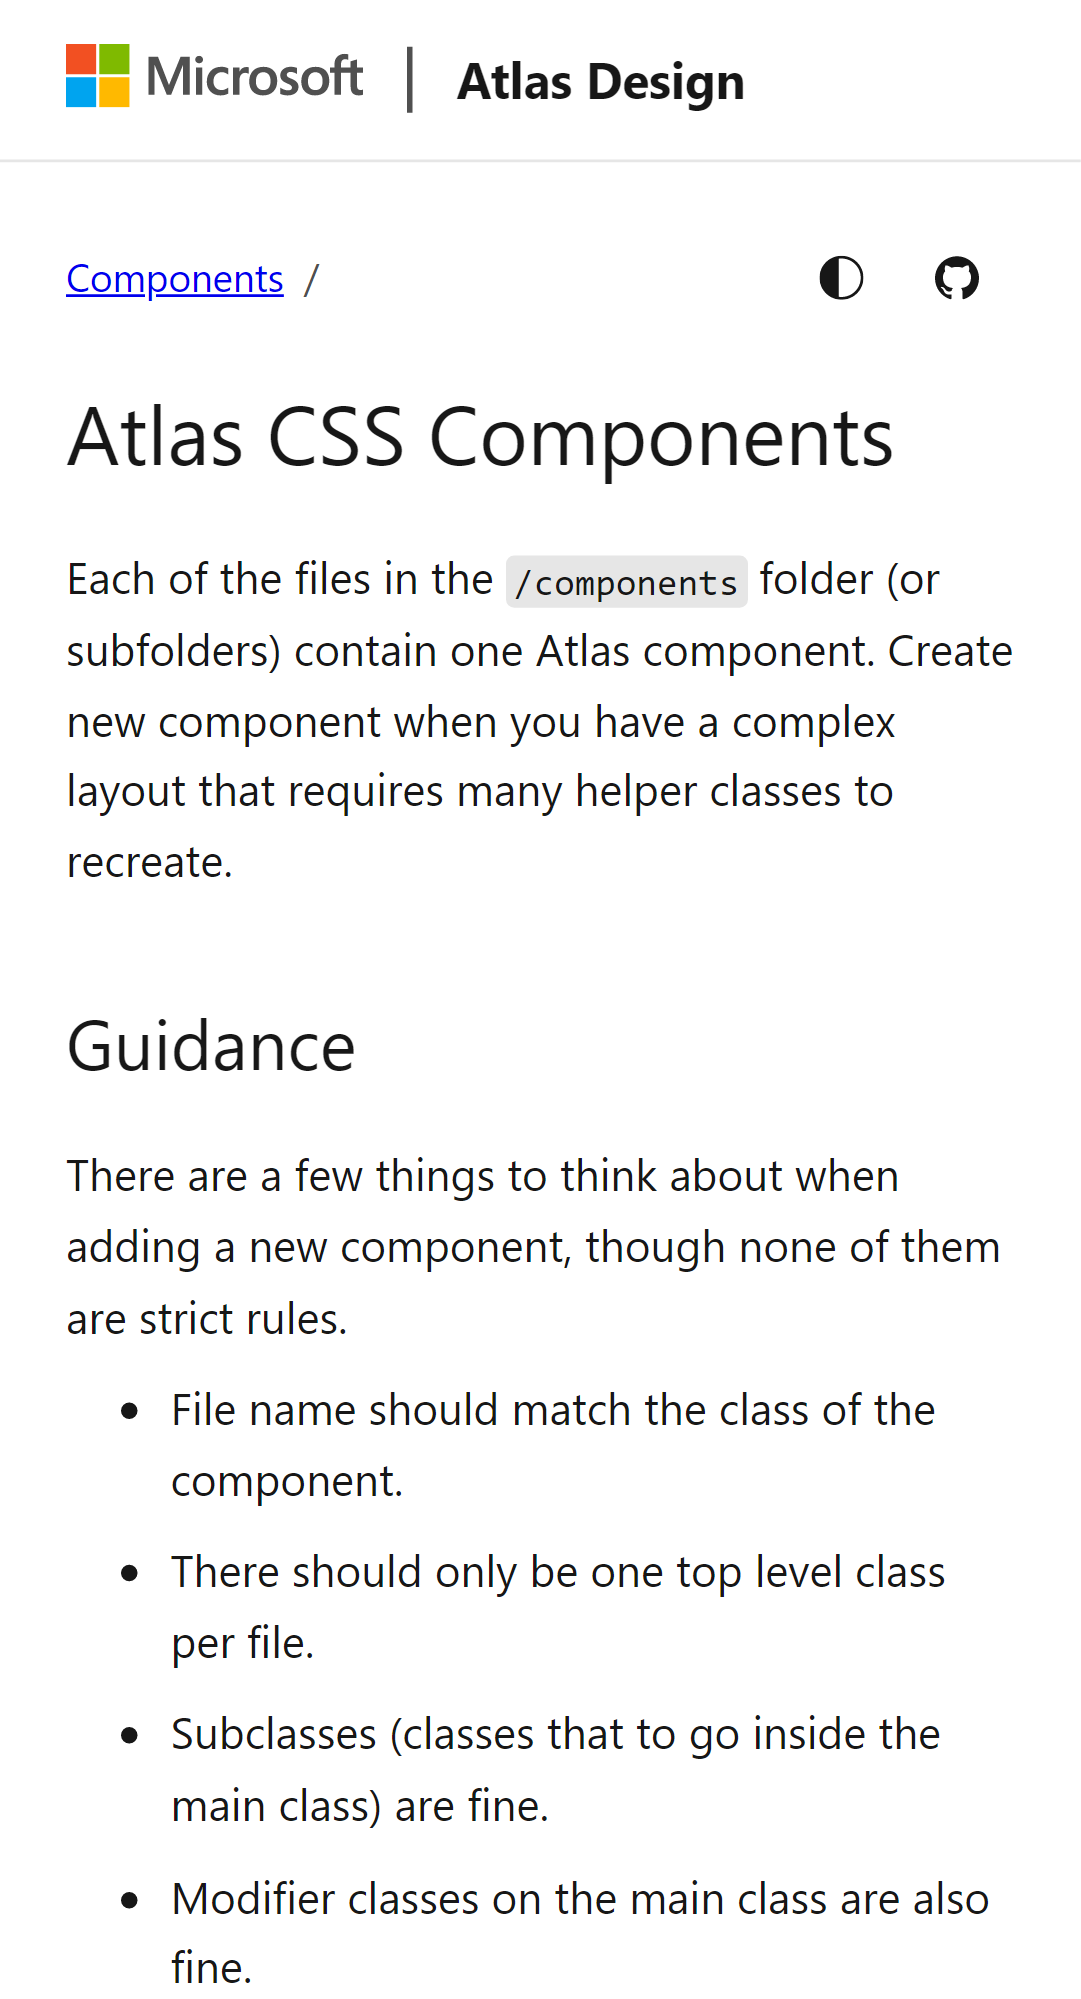 Microsoft | Atlas Design
Components /
Atlas CSS Components
Each of the files in the /components folder (or
subfolders) contain one Atlas component. Create
new component when you have a complex
layout that requires many helper classes to
recreate.
Guidance
There are a few things to think about when
adding a new component, though none of them
are strict rules.
• File name should match the class of the
component.
• There should only be one top level class
per file.
• Subclasses (classes that to go inside the
main class) are fine.
• Modifier classes on the main class are also
fine.